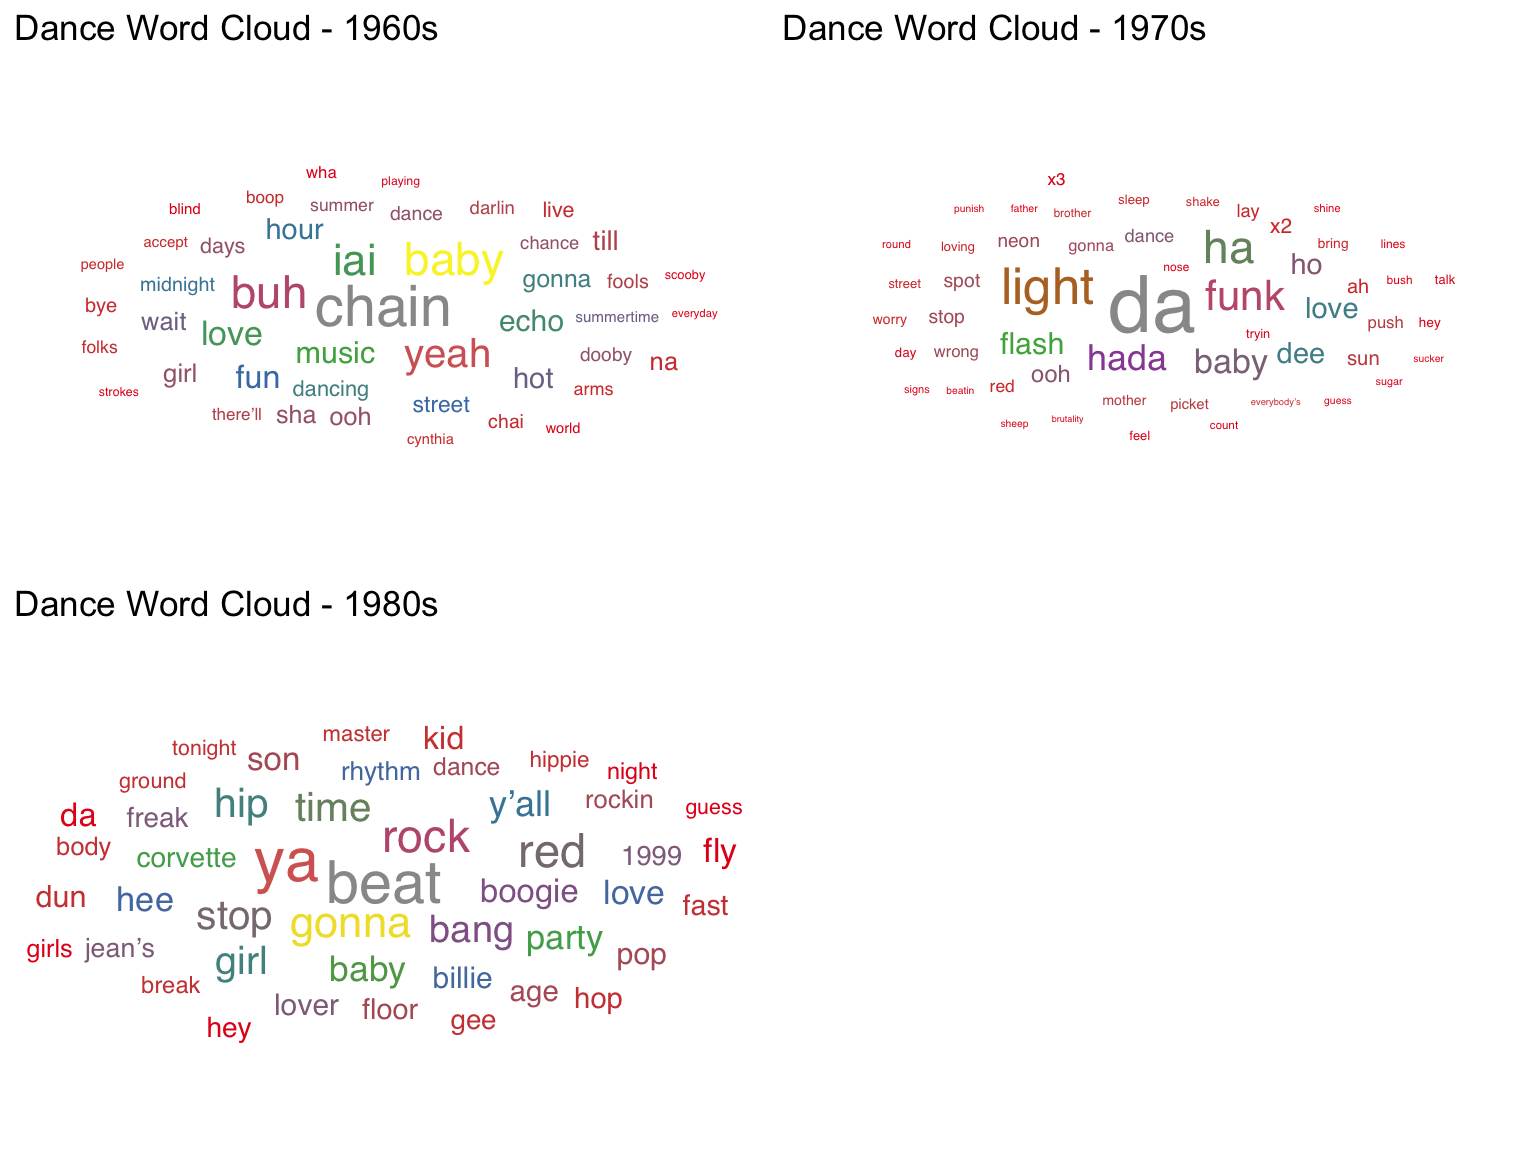 Dance Word Cloud - 1960s
wha
playing
blind boop summer dance darlin live
hour
accept days iai baby chance till
people
midnight buh chain gonna fools scooby
bye wait love echo summertime everyday
folks music yeah dooby na
girl fun dancing hot arms
strokes
there'll sha ooh street chai world
cynthia
Dance Word Cloud - 1970s
x3
punish father brother sleep shake lay shine
x2
round loving neon gonna dance ha bring lines
nose ho
street spot light da funk ah bush talk
worry stop love push hey
tryin
day wrong flash hada baby dee sun sucker
signs beatin red ooh sugar
mother picket everybody's guess
sheep brutality feel count
Dance Word Cloud - 1980s
master kid
tonight son rhythm dance hippie night
ground
da freak hip time y'all rockin guess
body corvette ya rock red 1999 fly
beat
dun hee boogie love fast
stop gonna bang party
girls jean's girl baby billie pop
break lover floor age hop
hey gee